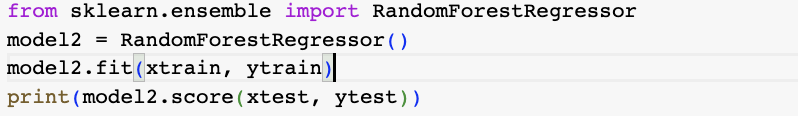 from sklearn.ensemble import RandomForestRegressor
model2 = RandomForestRegressor()
model2.fit(xtrain, ytrain)
print(model2.score(xtest, ytest))